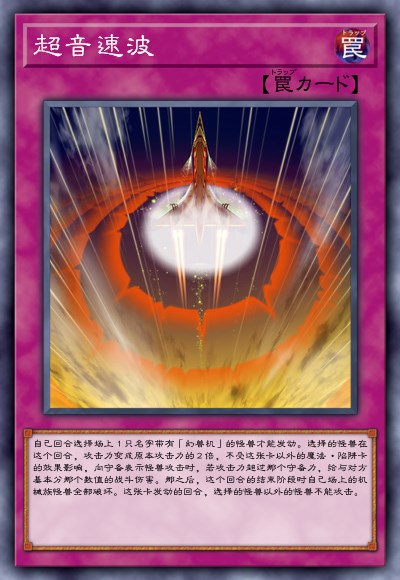 超音速波
トラップ
罠
トラップ
【罠カード】
自己回合选择场上1只名字带有「幻兽机」的怪兽才能发动。选择的怪兽在
这个回合，攻击力变成原本攻击力的2倍，不受这张卡以外的魔法·陷阱卡
的效果影响，向守备表示怪兽攻击时，若攻击力超过那个守备力，给与对方
基本分那个数值的战斗伤害。那之后，这个回合的结束阶段时自己场上的机
械族怪兽全部破坏。这张卡发动的回合，选择的怪兽以外的怪兽不能攻击。